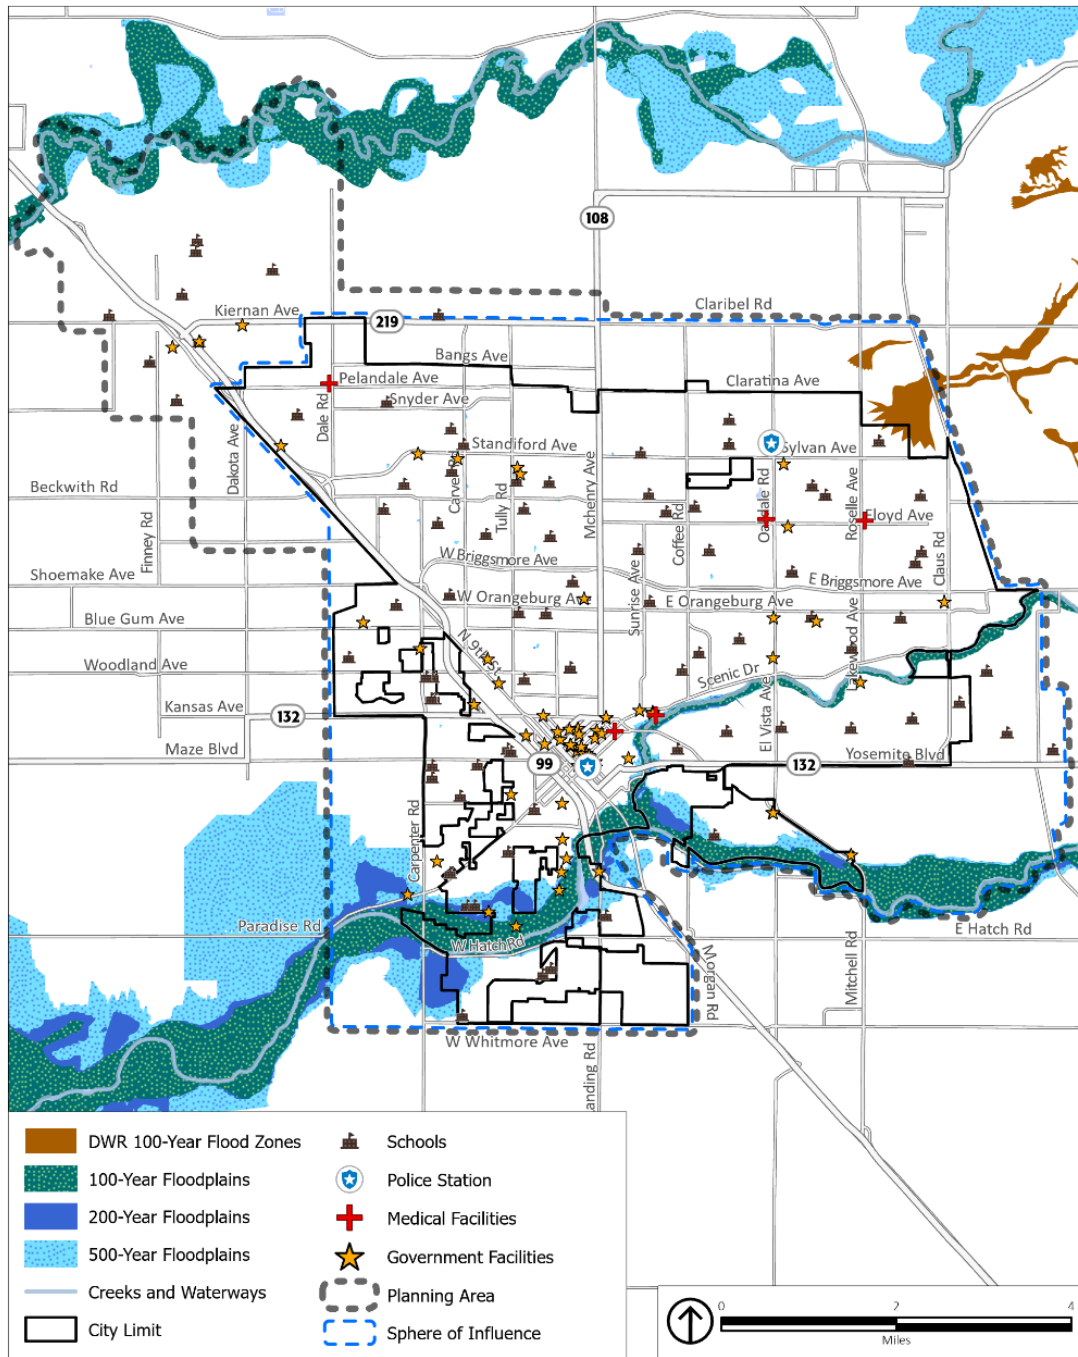 108
Claribel Rd
Kiernan Ave
219
Bangs Ave
Pelandale Ave
Claratina Ave
Snyder Ave
Dale Rd
Dakota Ave
Standiford Ave
Sylvan Ave
Beckwith Rd
Tully Rd
Mchenry Ave
Coffee Rd
Roselle Ave
Floyd Ave
Finney Rd
Claus Rd
W Briggsmore Ave
Shoemake Ave
E Briggsmore Ave
Sunrise Ave
W Orangeburg Ave
E Orangeburg Ave
Blue Gum Ave
N 9th St
Woodland Ave
Scenic Dr
Kansas Ave
132
El Vista Ave
Maze Blvd
99
132
Yosemite Blvd
Carpenter Rd
Paradise Rd
W Hatch Rd
E Hatch Rd
Morgan Rd
Mitchell Rd
W Whitmore Ave
DWR 100-Year Flood Zones
100-Year Floodplains
200-Year Floodplains
500-Year Floodplains
Creeks and Waterways
City Limit
Schools
Police Station
Medical Facilities
Government Facilities
Planning Area
Sphere of Influence
0 2 4
Miles